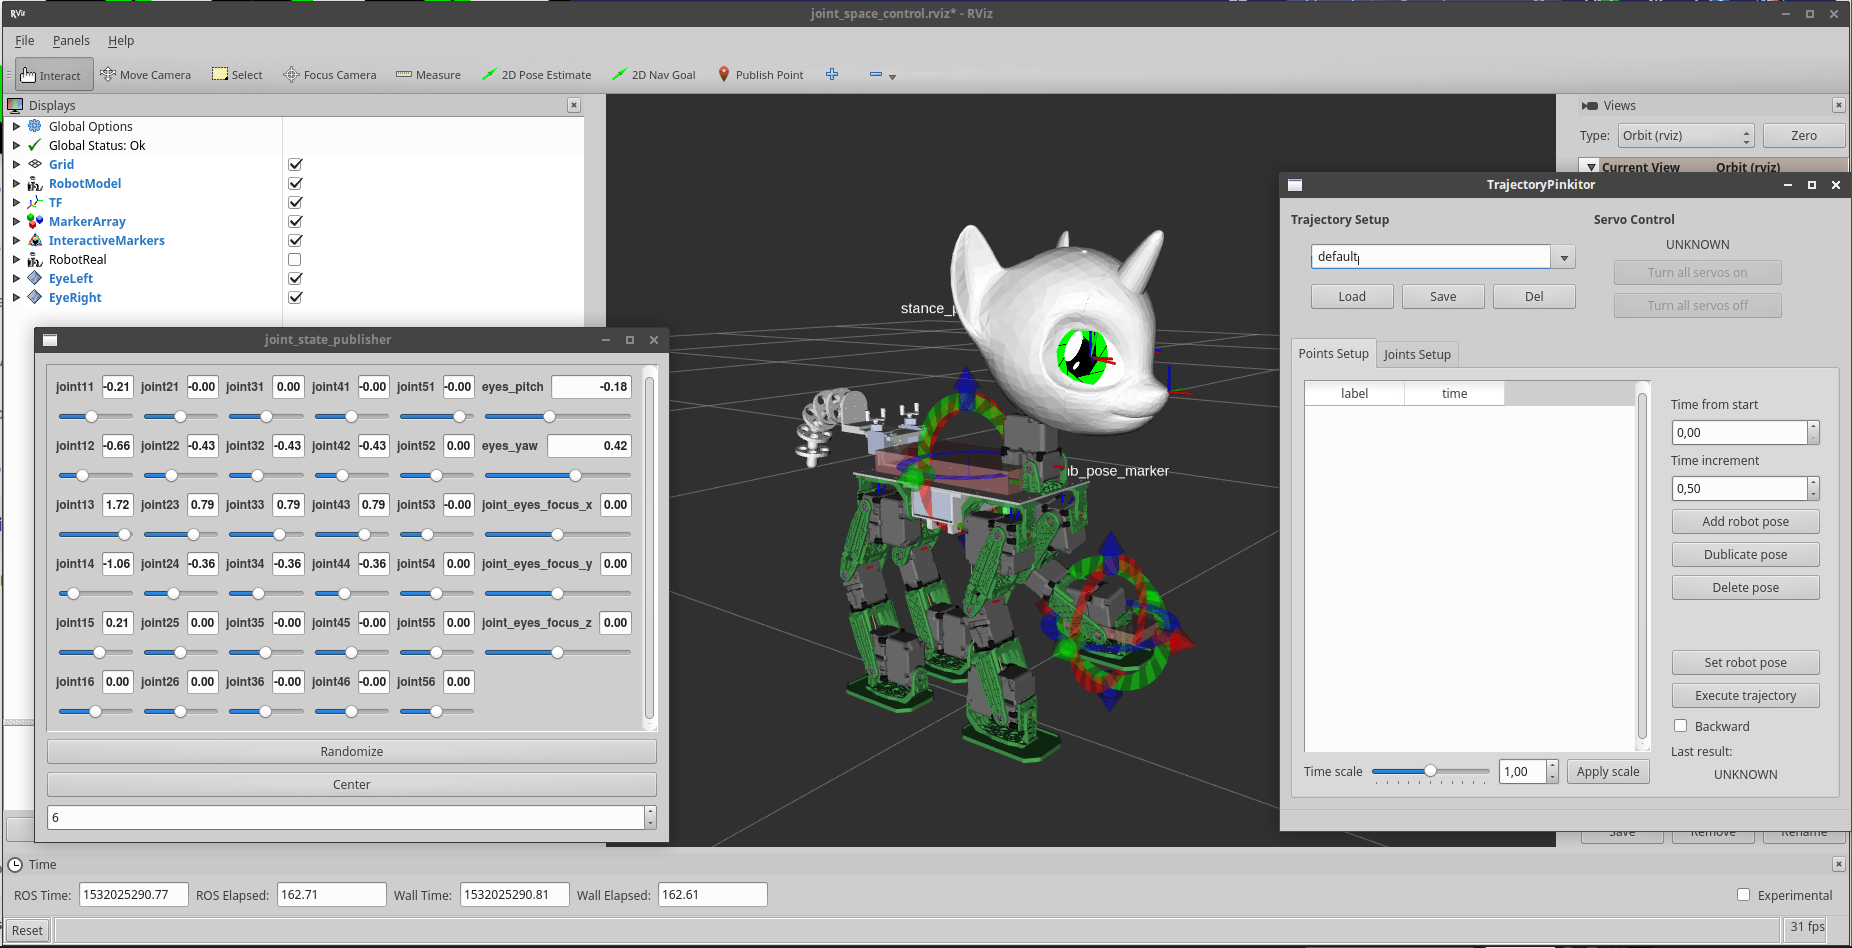 RViz
joint_space_control.rviz* - RViz
File Panels Help
Interact Move Camera Select Focus Camera Measure 2D Pose Estimate 2D Nav Goal Publish Point
Displays
Global Options
Global Status: Ok
Grid
RobotModel
TF
MarkerArray
InteractiveMarkers
RobotReal
EyeLeft
EyeRight
joint_state_publisher
joint11 -0.21 joint21 -0.00 joint31 0.00 joint41 -0.00 joint51 -0.00 eyes_pitch -0.18
joint12 -0.66 joint22 -0.43 joint32 -0.43 joint42 -0.43 joint52 0.00 eyes_yaw 0.42
joint13 1.72 joint23 0.79 joint33 0.79 joint43 0.79 joint53 -0.00 joint_eyes_focus_x 0.00
joint14 -1.06 joint24 -0.36 joint34 -0.36 joint44 -0.36 joint54 0.00 joint_eyes_focus_y 0.00
joint15 0.21 joint25 0.00 joint35 -0.00 joint45 -0.00 joint55 0.00 joint_eyes_focus_z 0.00
joint16 0.00 joint26 0.00 joint36 -0.00 joint46 -0.00 joint56 0.00
Randomize
Center
6
stance_p
b_pose_marker
Views
Type: Orbit (rviz) Zero
Current View Orbit (rviz)
TrajectoryPinkitor
Trajectory Setup
default
Load Save Del
Servo Control
UNKNOWN
Turn all servos on
Turn all servos off
Points Setup Joints Setup
label time
Time from start
0,00
Time increment
0,50
Add robot pose
Dublicate pose
Delete pose
Set robot pose
Execute trajectory
Backward
Last result:
UNKNOWN
Time scale 1,00 Apply scale
Save Remove Rename
Time
ROS Time: 1532025290.77 ROS Elapsed: 162.71 Wall Time: 1532025290.81 Wall Elapsed: 162.61 Experimental
Reset 31 fps